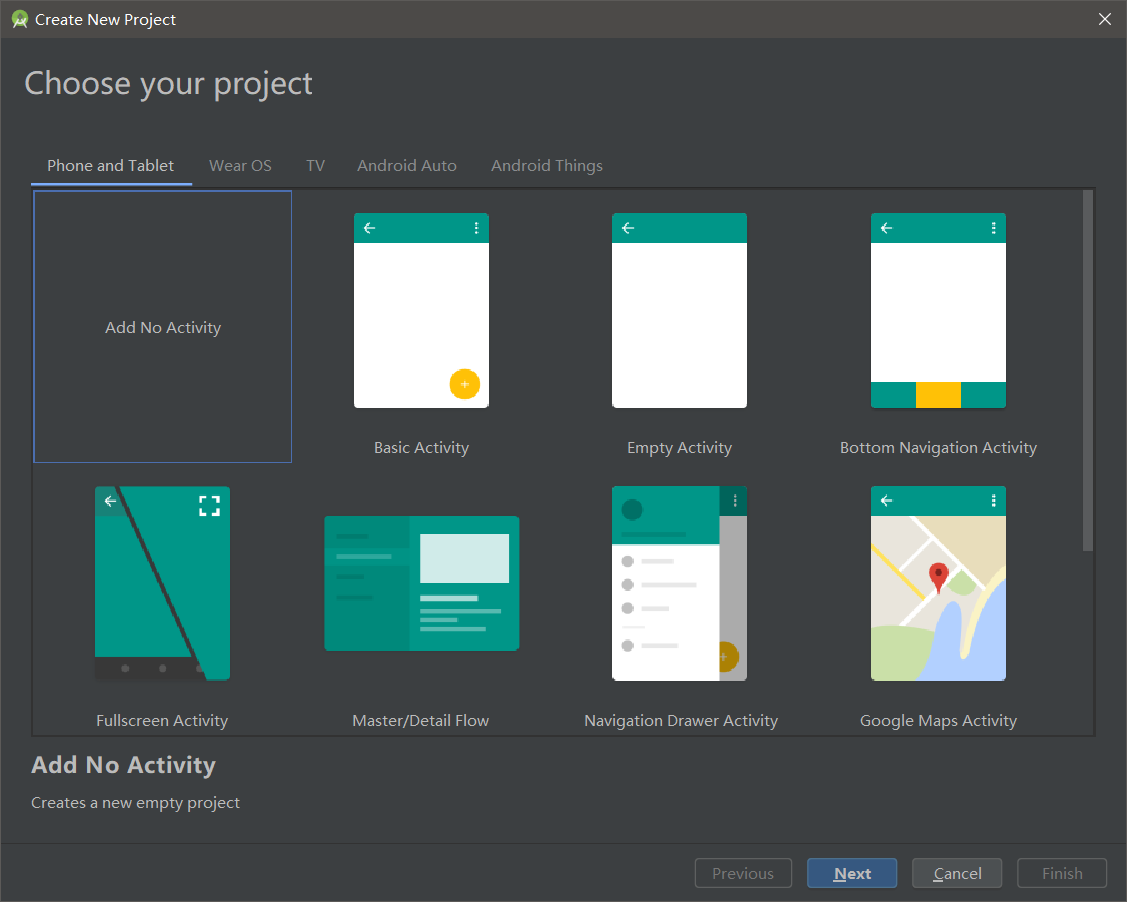 Create New Project
Choose your project
Phone and Tablet
Wear OS
TV
Android Auto
Android Things
Add No Activity
Basic Activity
Empty Activity
Bottom Navigation Activity
Fullscreen Activity
Master/Detail Flow
Navigation Drawer Activity
Google Maps Activity
Add No Activity
Creates a new empty project
Previous
Next
Cancel
Finish